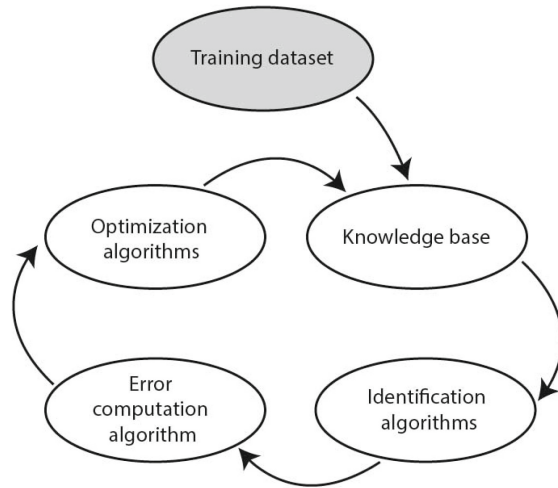 Training dataset
Optimization
algorithms
Knowledge base
Error
computation
algorithm
Identification
algorithms